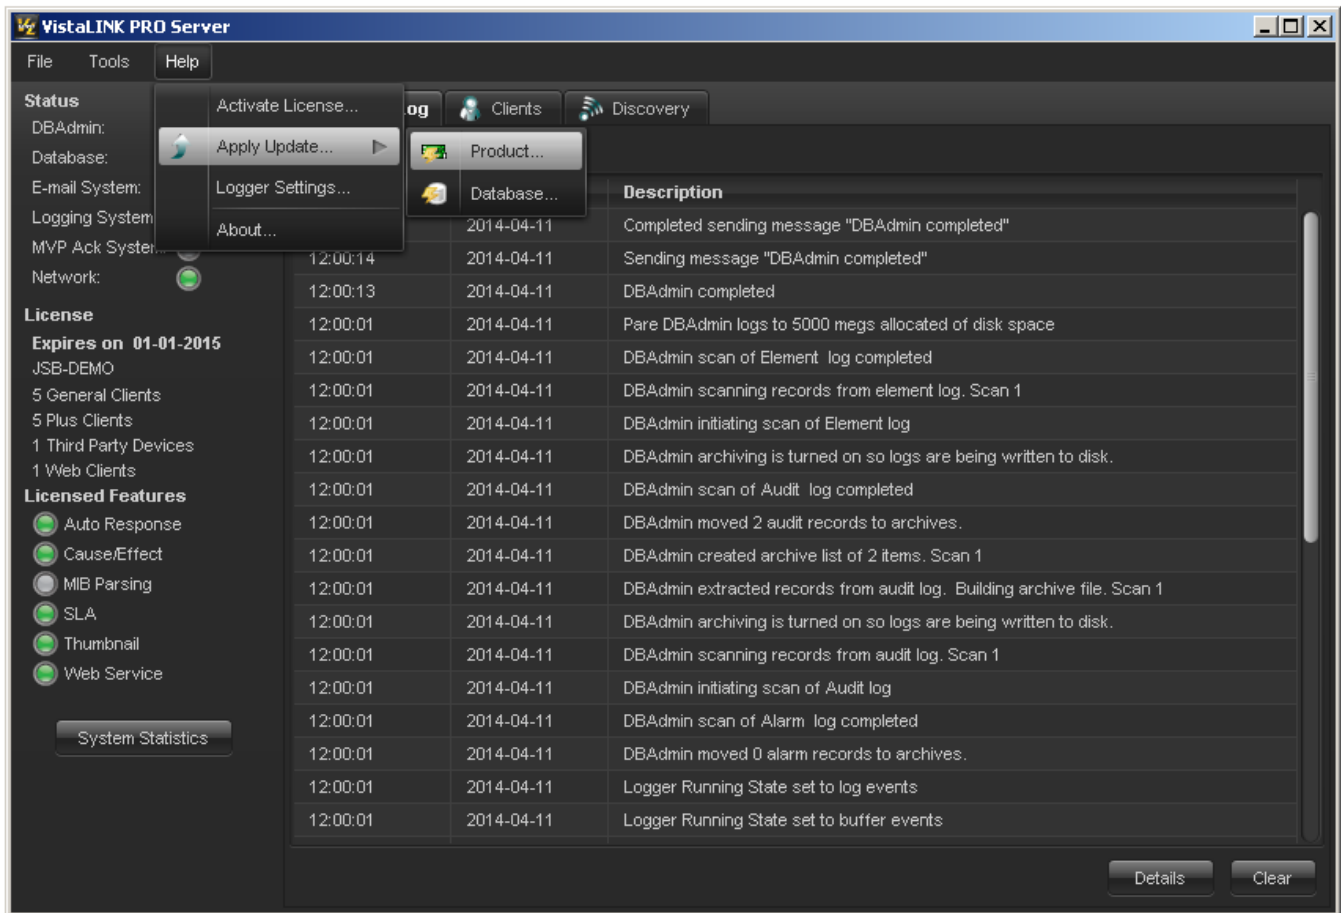 VistaLINK PRO Server
File Tools Help
Status
DBAdmin:
Database:
E-mail System:
Logging System
MVP Ack System:
Network:
License
Expires on 01-01-2015
JSB-DEMO
5 General Clients
5 Plus Clients
1 Third Party Devices
1 Web Clients
Licensed Features
Auto Response
Cause/Effect
MIB Parsing
SLA
Thumbnail
Web Service
System Statistics
Activate License...
Apply Update...
Logger Settings...
About...
Product...
Database...
og Clients Discovery
Description
2014-04-11 Completed sending message "DBAdmin completed"
12:00:14 2014-04-11 Sending message "DBAdmin completed"
12:00:13 2014-04-11 DBAdmin completed
12:00:01 2014-04-11 Pare DBAdmin logs to 5000 megs allocated of disk space
12:00:01 2014-04-11 DBAdmin scan of Element log completed
12:00:01 2014-04-11 DBAdmin scanning records from element log. Scan 1
12:00:01 2014-04-11 DBAdmin initiating scan of Element log
12:00:01 2014-04-11 DBAdmin archiving is turned on so logs are being written to disk.
12:00:01 2014-04-11 DBAdmin scan of Audit log completed
12:00:01 2014-04-11 DBAdmin moved 2 audit records to archives.
12:00:01 2014-04-11 DBAdmin created archive list of 2 items. Scan 1
12:00:01 2014-04-11 DBAdmin extracted records from audit log. Building archive file. Scan 1
12:00:01 2014-04-11 DBAdmin archiving is turned on so logs are being written to disk.
12:00:01 2014-04-11 DBAdmin scanning records from audit log. Scan 1
12:00:01 2014-04-11 DBAdmin initiating scan of Audit log
12:00:01 2014-04-11 DBAdmin scan of Alarm log completed
12:00:01 2014-04-11 DBAdmin moved 0 alarm records to archives.
12:00:01 2014-04-11 Logger Running State set to log events
12:00:01 2014-04-11 Logger Running State set to buffer events
Details Clear